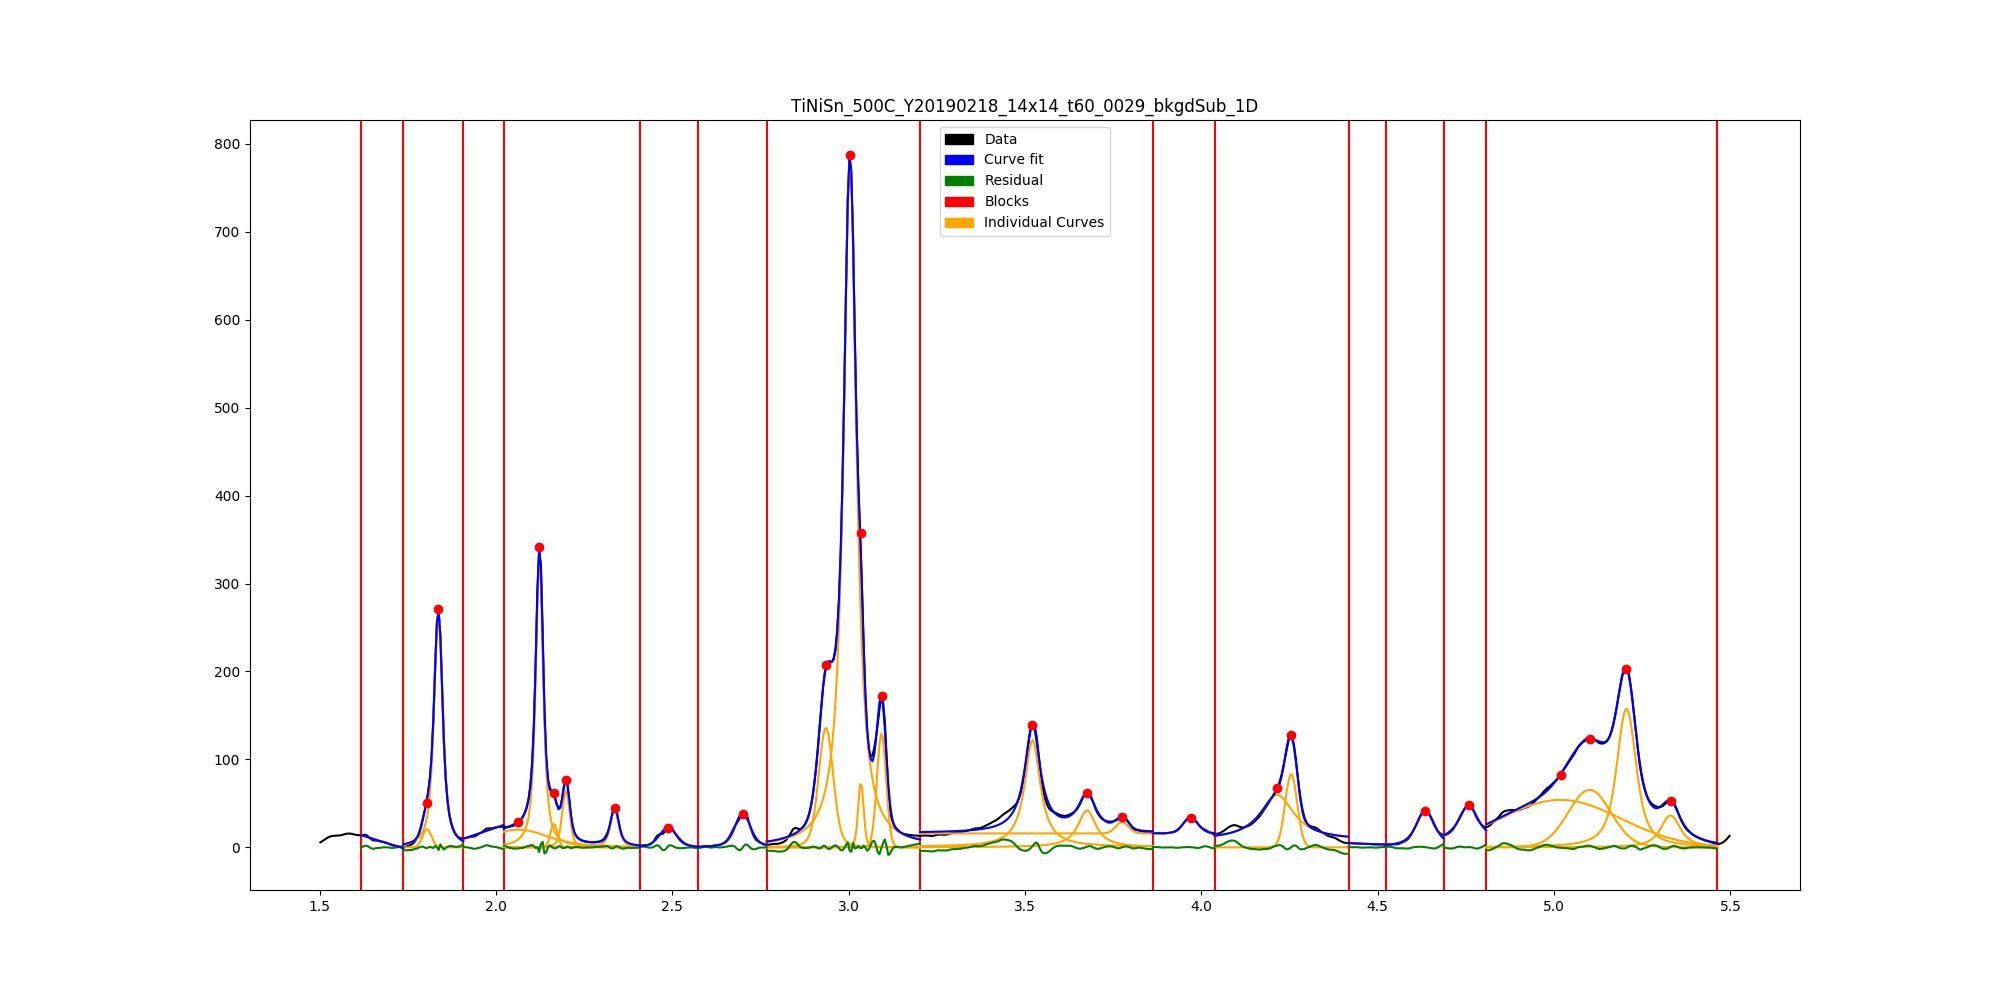 TiNiSn_500C_Y20190218_14x14_t60_0029_bkgdSub_1D
Data
Curve fit
Residual
Blocks
Individual Curves
800
700
600
500
400
300
200
100
0
1.5 2.0 2.5 3.0 3.5 4.0 4.5 5.0 5.5